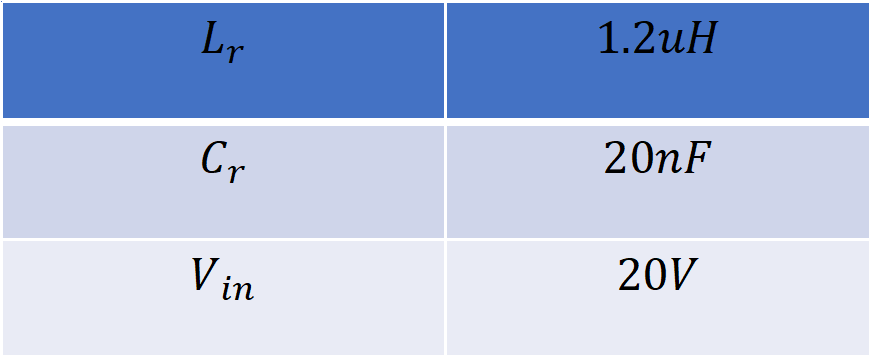 L_r 1.2uH
C_r 20nF
V_in 20V